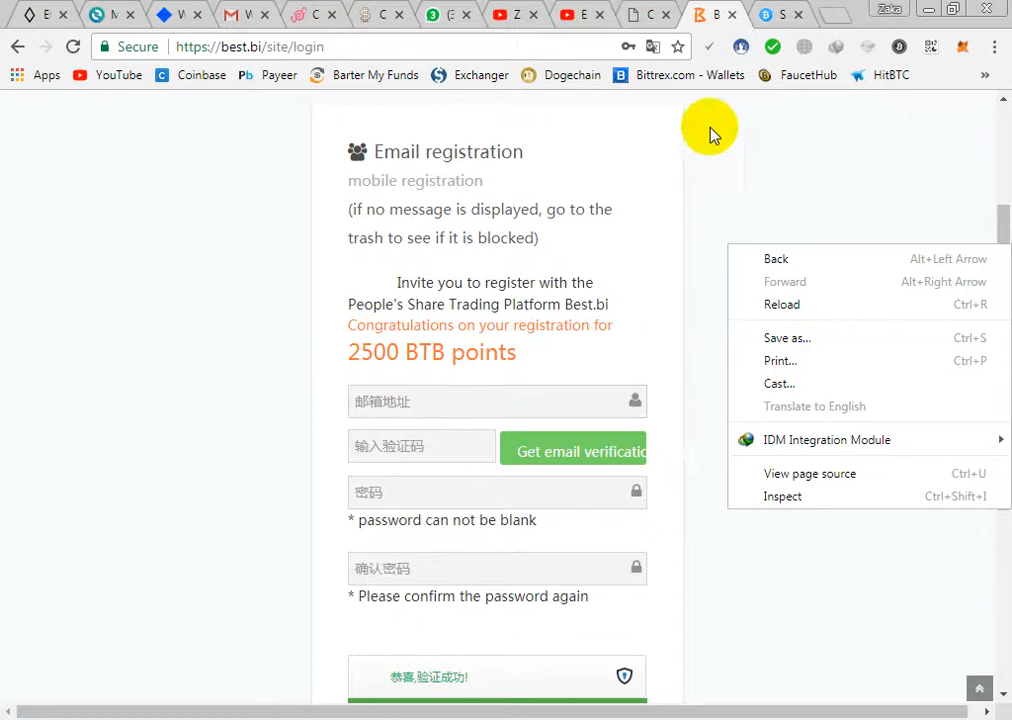 E
M
W
M
C
C
(3
Z
E
C
B
S
Zaka
Secure https://best.bi/site/login
Apps YouTube Coinbase Payeer Barter My Funds Exchanger Dogechain Bittrex.com - Wallets FaucetHub HitBTC »
Email registration
mobile registration
(if no message is displayed, go to the
trash to see if it is blocked)
Invite you to register with the
People's Share Trading Platform Best.bi
Congratulations on your registration for
2500 BTB points
邮箱地址
输入验证码 Get email verificatio
密码
* password can not be blank
确认密码
* Please confirm the password again
恭喜,验证成功!
Back Alt+Left Arrow
Forward Alt+Right Arrow
Reload Ctrl+R
Save as... Ctrl+S
Print... Ctrl+P
Cast...
Translate to English
IDM Integration Module
View page source Ctrl+U
Inspect Ctrl+Shift+I